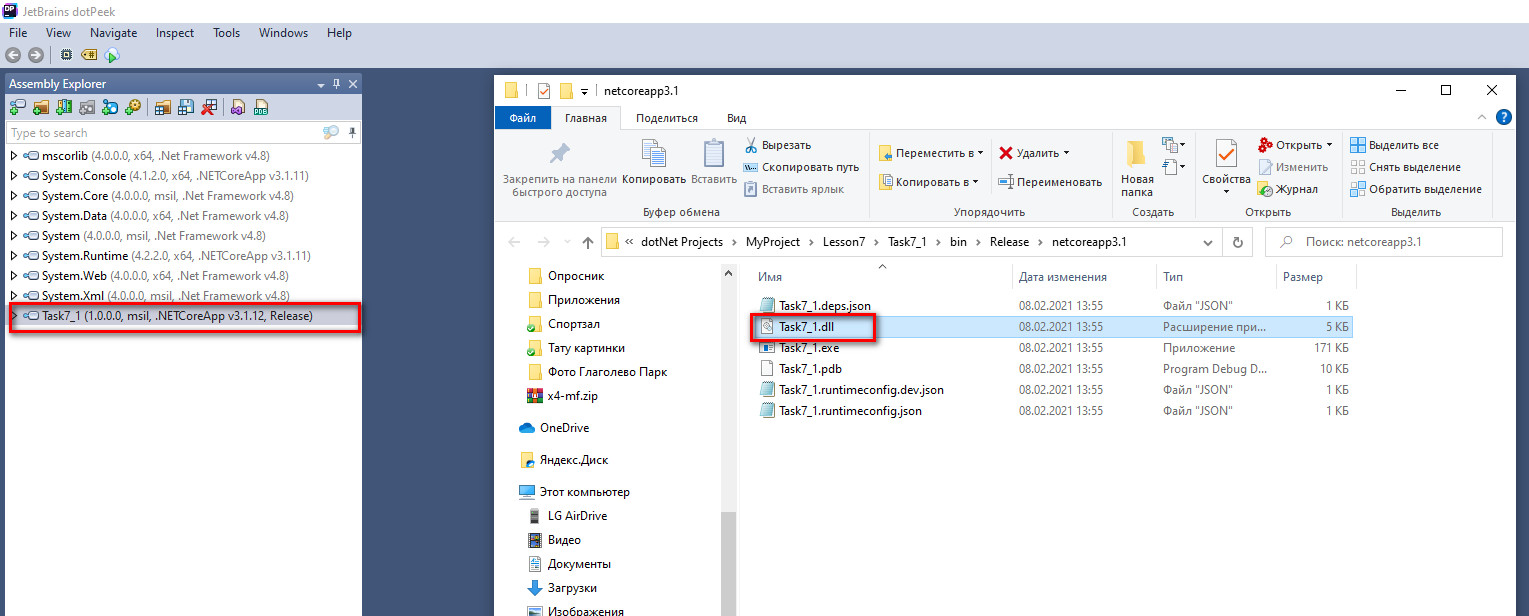 JetBrains dotPeek
File View Navigate Inspect Tools Windows Help
Assembly Explorer
Type to search
mscorlib (4.0.0.0, x64, .Net Framework v4.8)
System.Console (4.1.2.0, x64, .NETCoreApp v3.1.11)
System.Core (4.0.0.0, msil, .Net Framework v4.8)
System.Data (4.0.0.0, x64, .Net Framework v4.8)
System (4.0.0.0, msil, .Net Framework v4.8)
System.Runtime (4.2.2.0, x64, .NETCoreApp v3.1.11)
System.Web (4.0.0.0, x64, .Net Framework v4.8)
System.Xml (4.0.0.0, msil, .Net Framework v4.8)
Task7_1 (1.0.0.0, msil, .NETCoreApp v3.1.12, Release)
netcoreapp3.1
Файл Главная Поделиться Вид
Закрепить на панели быстрого доступа
Копировать
Вставить
Вырезать
Скопировать путь
Вставить ярлык
Буфер обмена
Переместить в
Копировать в
Удалить
Переименовать
Упорядочить
Новая папка
Создать
Свойства
Открыть
Изменить
Журнал
Открыть
Выделить все
Снять выделение
Обратить выделение
Выделить
« dotNet Projects > MyProject > Lesson7 > Task7_1 > bin > Release > netcoreapp3.1
Поиск: netcoreapp3.1
Опросник
Приложения
Спортзал
Тату картинки
Фото Глаголево Парк
x4-mf.zip
OneDrive
Яндекс.Диск
Этот компьютер
LG AirDrive
Видео
Документы
Загрузки
Изображения
Имя Дата изменения Тип Размер
Task7_1.deps.json 08.02.2021 13:55 Файл "JSON" 1 КБ
Task7_1.dll 08.02.2021 13:55 Расширение при... 5 КБ
Task7_1.exe 08.02.2021 13:55 Приложение 171 КБ
Task7_1.pdb 08.02.2021 13:55 Program Debug D... 10 КБ
Task7_1.runtimeconfig.dev.json 08.02.2021 13:55 Файл "JSON" 1 КБ
Task7_1.runtimeconfig.json 08.02.2021 13:55 Файл "JSON" 1 КБ